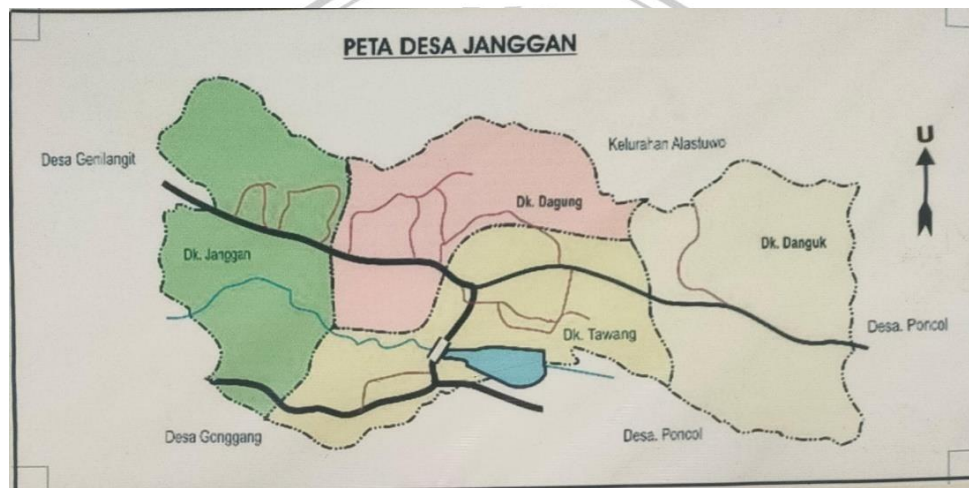 PETA DESA JANGGAN
Kelurahan Alastuwo
U
Desa Genilangit
Dk. Dagung
Dk. Danguk
Dk. Janggan
Desa. Poncol
Dk. Tawang
Desa Gonggang
Desa. Poncol